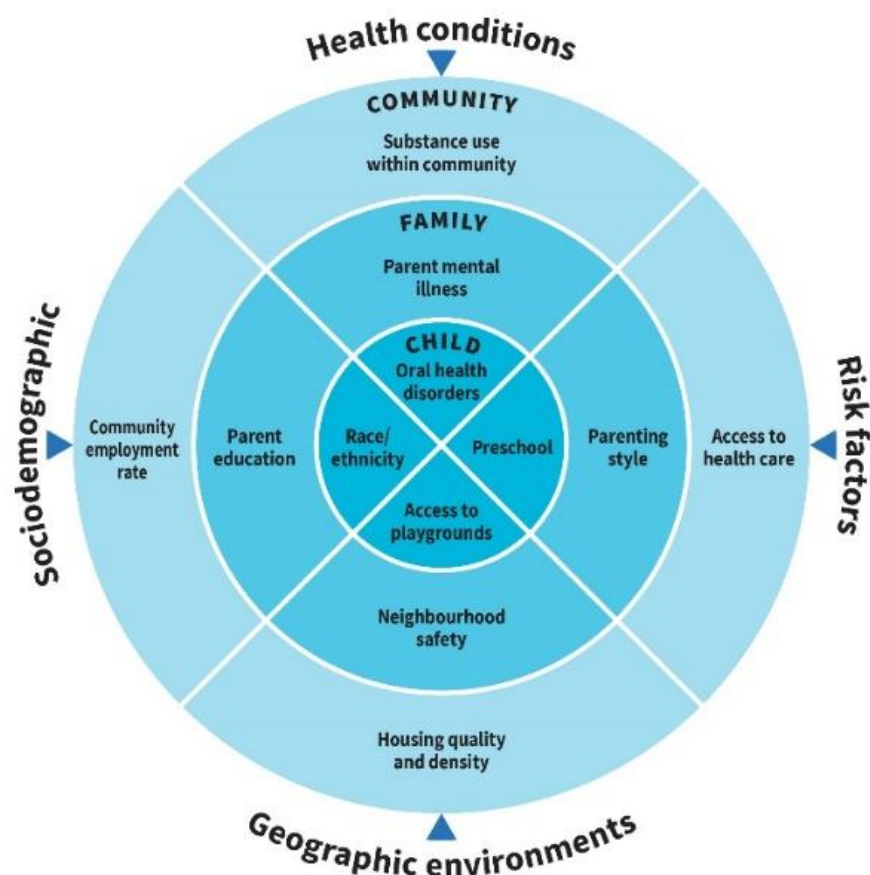 Health conditions
COMMUNITY
Substance use
within community
FAMILY
Parent mental
illness
CHILD
Oral health
disorders
Sociodemographic
Community
employment
rate
Parent
education
Race/
ethnicity
Preschool
Parenting
style
Access to
health care
Risk factors
Access to
playgrounds
Neighbourhood
safety
Housing quality
and density
Geographic environments